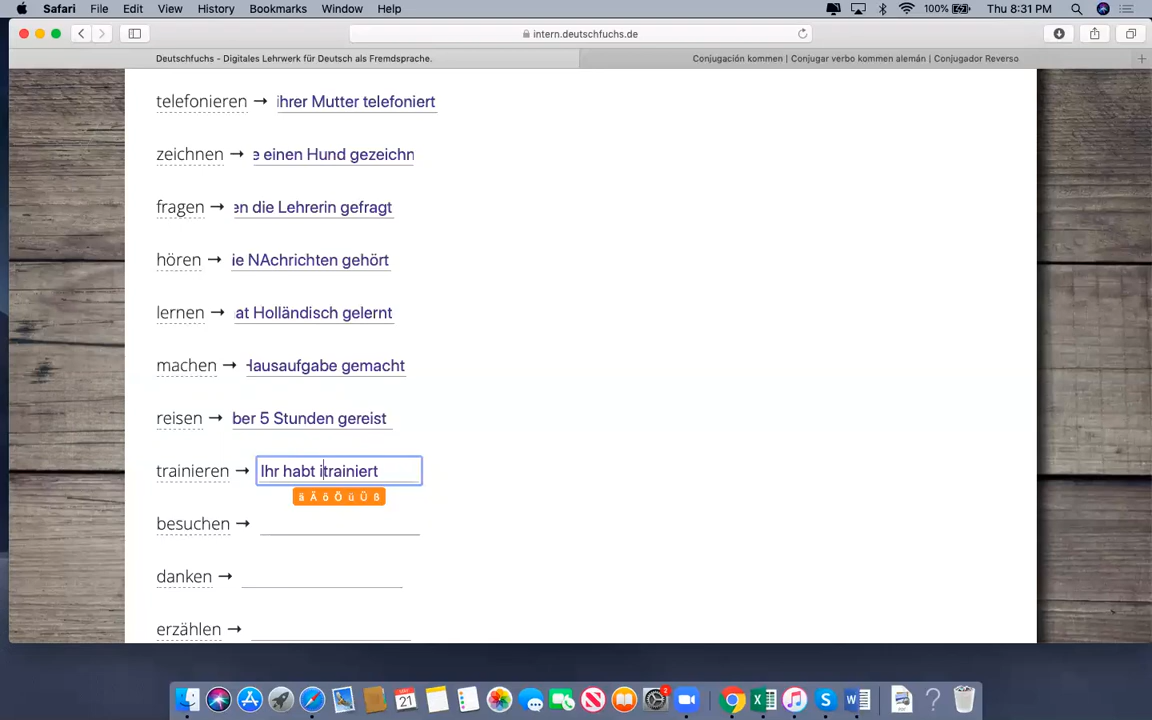 Safari File Edit View History Bookmarks Window Help 100% Thu 8:31 PM
intern.deutschfuchs.de
Deutschfuchs - Digitales Lehrwerk für Deutsch als Fremdsprache. Conjugación kommen | Conjugar verbo kommen alemán | Conjugador Reverso
telefonieren → ihrer Mutter telefoniert
zeichnen → e einen Hund gezeichn
fragen → en die Lehrerin gefragt
hören → ie NAchrichten gehört
lernen → at Holländisch gelernt
machen → Hausaufgabe gemacht
reisen → ber 5 Stunden gereist
trainieren → Ihr habt itrainiert
ä Ä ö Ö ü Ü ß
besuchen →
danken →
erzählen →
21
2